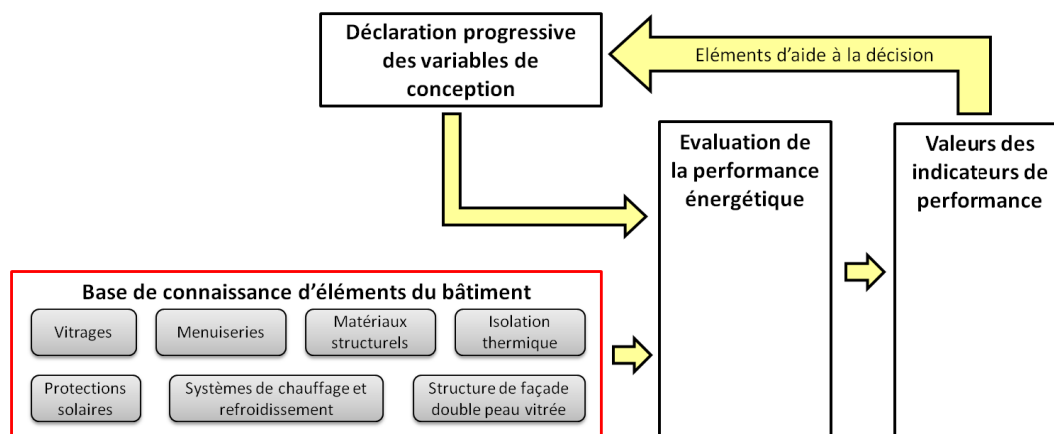 Déclaration progressive
des variables de
conception
Eléments d'aide à la décision
Evaluation de
la performance
énergétique
Valeurs des
indicateurs de
performance
Base de connaissance d'éléments du bâtiment
Vitrages
Menuiseries
Matériaux
structurels
Isolation
thermique
Protections
solaires
Systèmes de chauffage et
refroidissement
Structure de façade
double peau vitrée